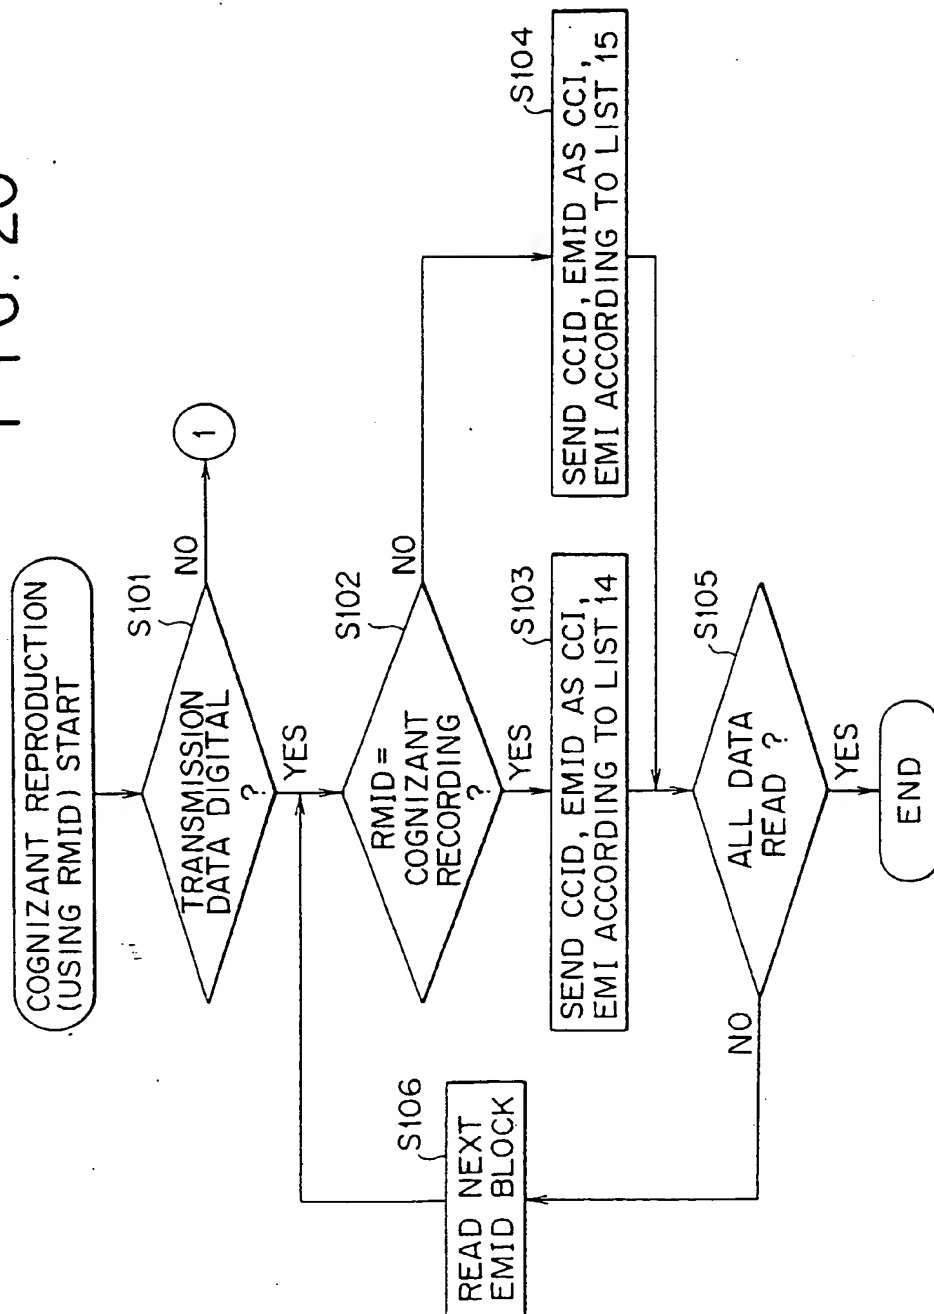 FIG.
COGNIZANT REPRODUCTION
(USING RMID) START
S101
TRANSMISSION
DATA DIGITAL
?
NO
1
YES
S102
RMID=
COGNIZANT
RECORDING
?
NO
YES
S103
SEND CCID, EMID AS CCI,
EMI ACCORDING TO LIST 14
S104
SEND CCID, EMID AS CCI,
EMI ACCORDING TO LIST 15
S105
ALL DATA
READ ?
NO
YES
S106
READ NEXT
EMID BLOCK
END